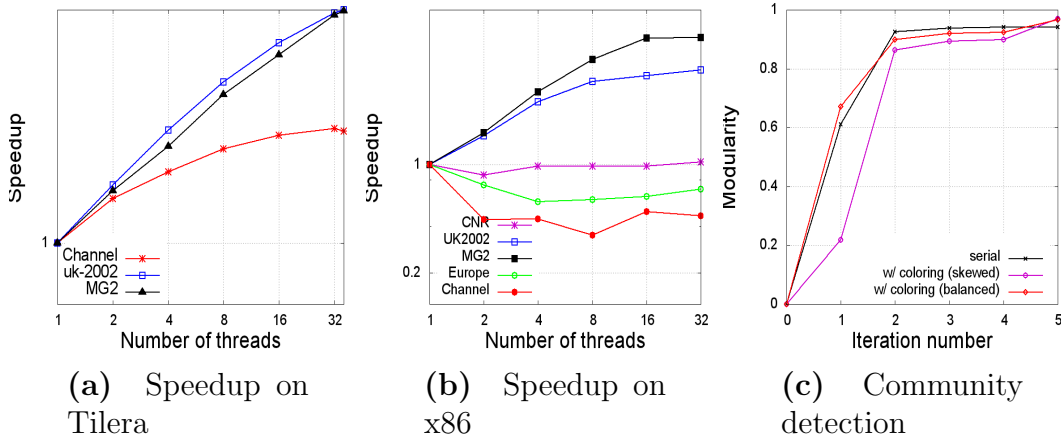 Speedup
1
Channel
uk-2002
MG2
1 2 4 8 16 32
Number of threads
(a) Speedup on
Tilera
Speedup
1
0.2
CNR
UK2002
MG2
Europe
Channel
1 2 4 8 16 32
Number of threads
(b) Speedup on
x86
Modularity
1
0.8
0.6
0.4
0.2
0
serial
w/ coloring (skewed)
w/ coloring (balanced)
0 1 2 3 4 5
Iteration number
(c) Community
detection